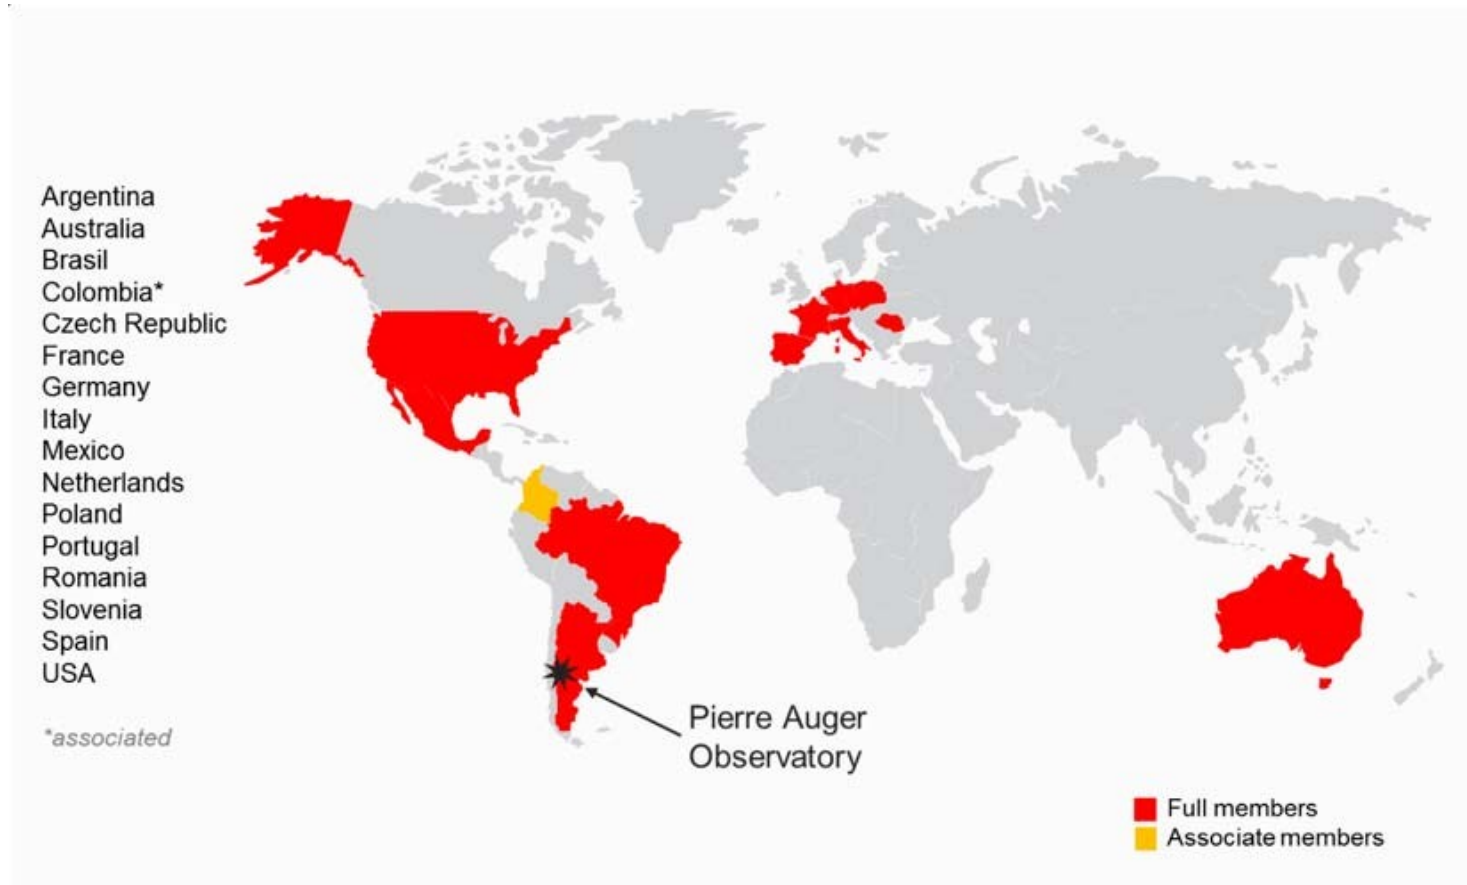 Argentina
Australia
Brasil
Colombia*
Czech Republic
France
Germany
Italy
Mexico
Netherlands
Poland
Portugal
Romania
Slovenia
Spain
USA
*associated
Pierre Auger
Observatory
Full members
Associate members